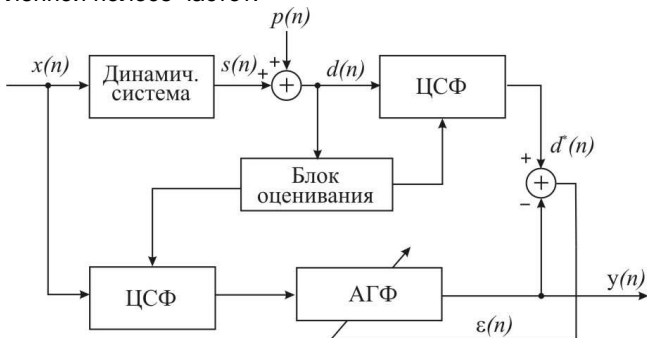 p(n)
x(n)
Динамич.
система
s(n)
+
+
+
d(n)
ЦСФ
d*(n)
Блок
оценивания
+
+
−
ЦСФ
АГФ
y(n)
ε(n)